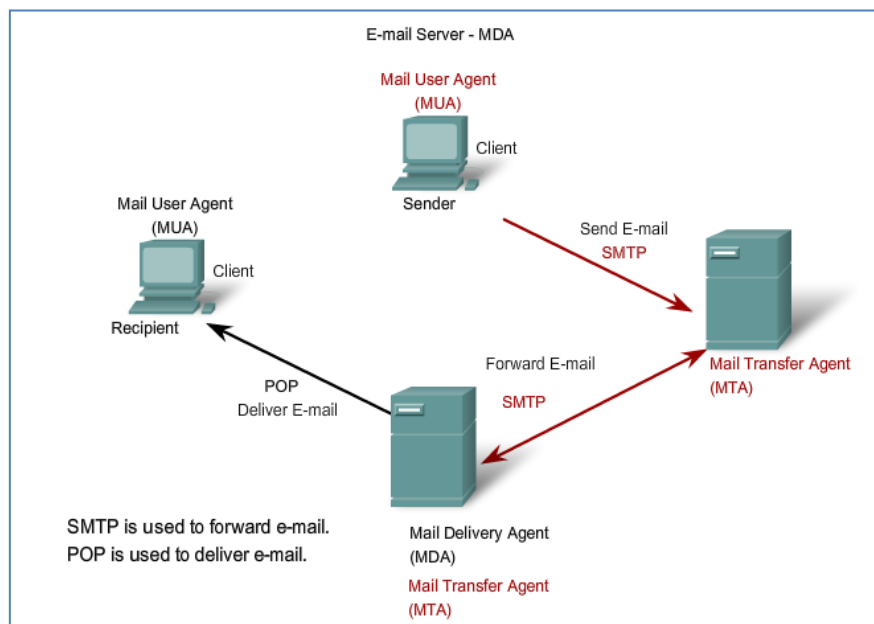 E-mail Server - MDA
Mail User Agent
(MUA)
Client
Sender
Mail User Agent
(MUA)
Client
Recipient
Send E-mail
SMTP
Mail Transfer Agent
(MTA)
Forward E-mail
SMTP
POP
Deliver E-mail
Mail Delivery Agent
(MDA)
Mail Transfer Agent
(MTA)
SMTP is used to forward e-mail.
POP is used to deliver e-mail.